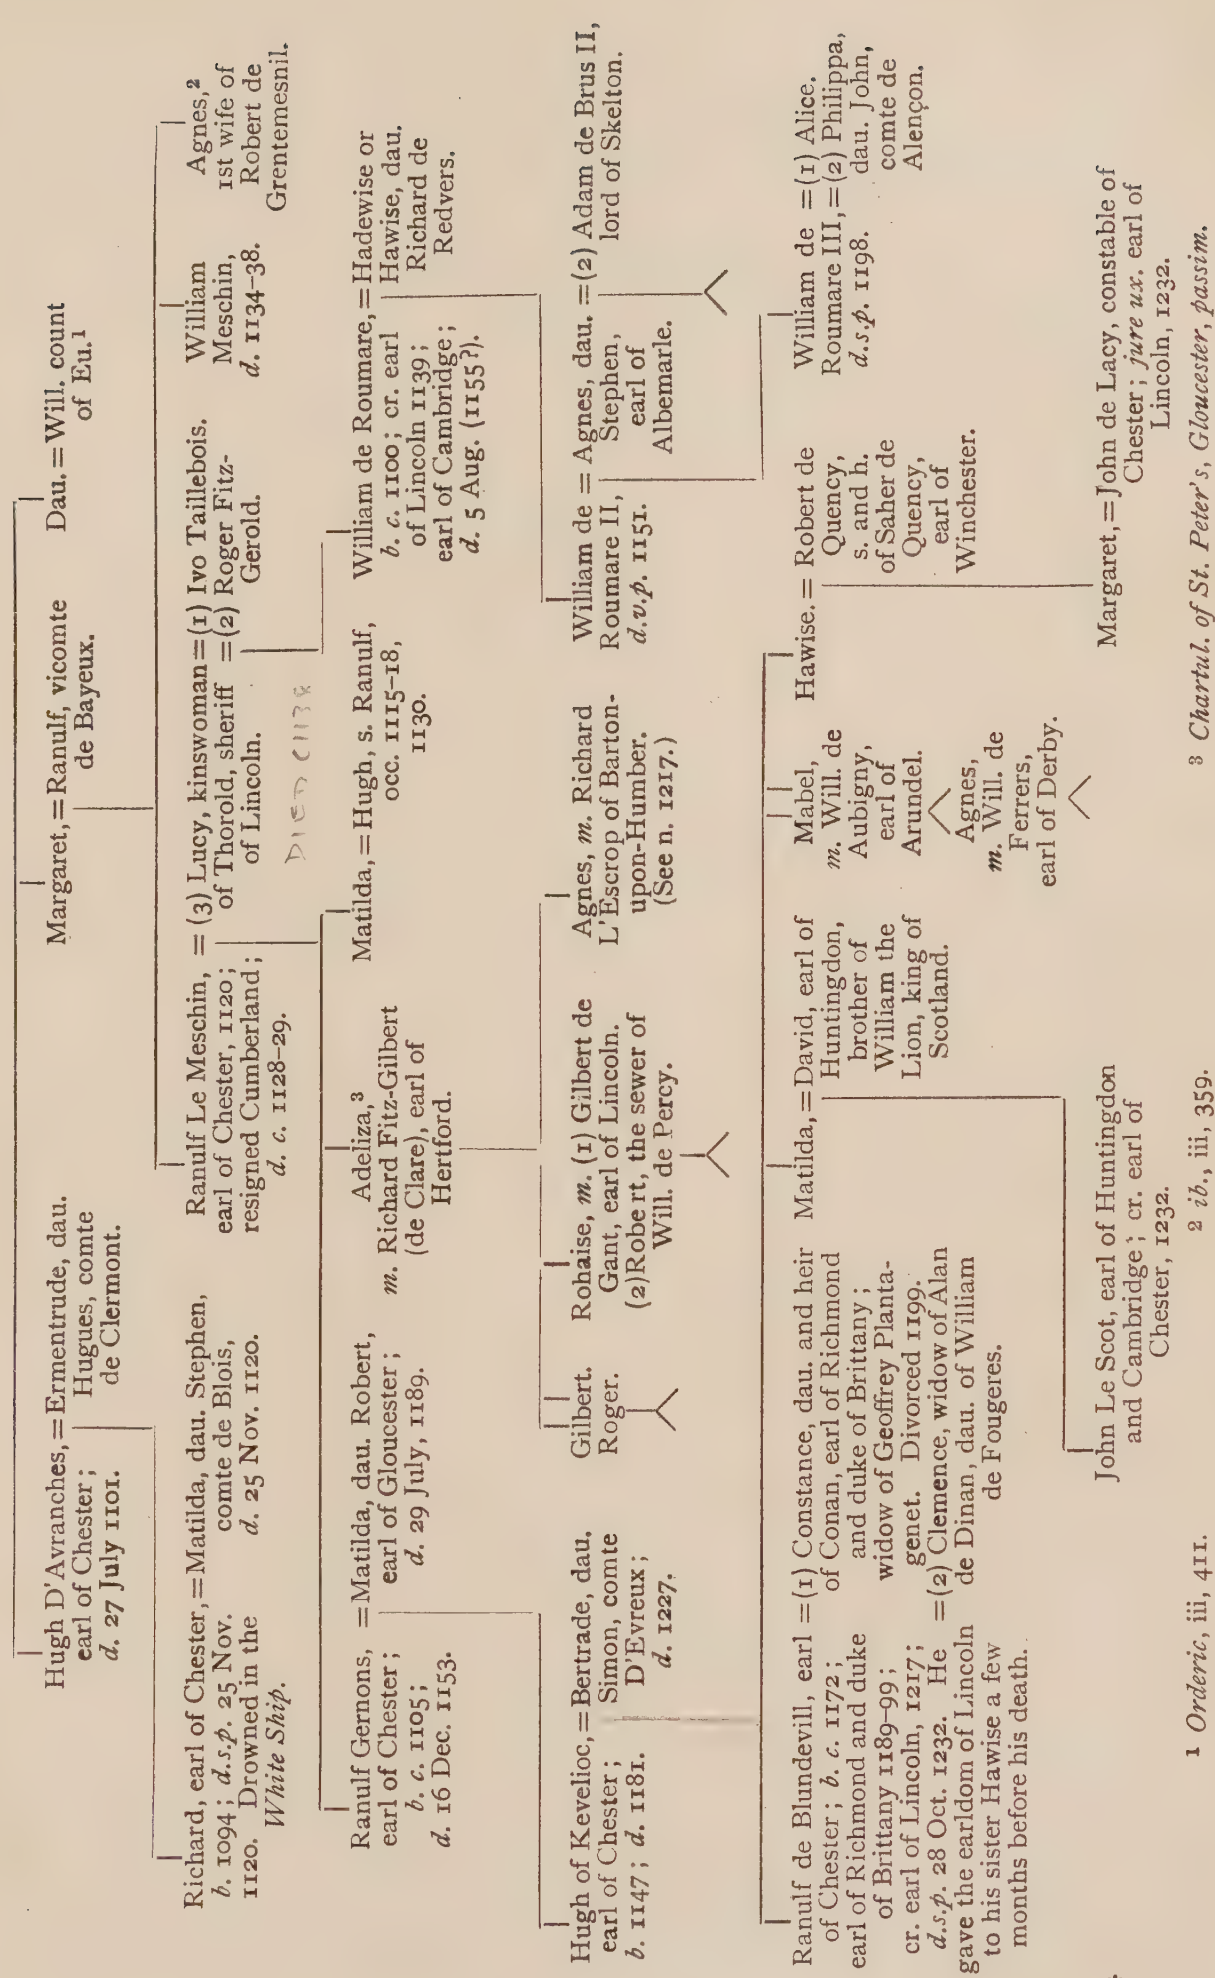 Hugh D'Avranches, = Ermentrude, dau.
earl of Chester; Hugues, comte
d. 27 July 1101. de Clermont.
Margaret, = Ranulf, vicomte
de Bayeux.
Dau. = Will. count
of Eu.¹
Richard, earl of Chester, = Matilda, dau. Stephen,
b. 1094; d.s.p. 25 Nov. comte de Blois,
1120. Drowned in the d. 25 Nov. 1120.
White Ship.
Ranulf Le Meschin, = (3) Lucy, kinswoman = (1) Ivo Taillebois.
earl of Chester, 1120; of Thorold, sheriff = (2) Roger Fitz-
resigned Cumberland; of Lincoln. Gerold.
d. c. 1128-29.
DIED C1138
William
Meschin,
d. 1134-38.
Agnes,²
1st wife of
Robert de
Grentemesnil.
Ranulf Gernons, = Matilda, dau. Robert,
earl of Chester; earl of Gloucester;
b. c. 1105; d. 29 July, 1189.
d. 16 Dec. 1153.
Adeliza,³
m. Richard Fitz-Gilbert
(de Clare), earl of
Hertford.
Matilda, = Hugh, s. Ranulf,
occ. 1115-18,
1130.
William de Roumare, = Hadewise or
b. c. 1100; cr. earl Hawise, dau.
of Lincoln 1139; Richard de
earl of Cambridge; Redvers.
d. 5 Aug. (1155?).
Hugh of Kevelioc, = Bertrade, dau.
earl of Chester; Simon, comte
b. 1147; d. 1181. D'Evreux;
d. 1227.
Gilbert.
Roger.
Rohaise, m. (1) Gilbert de
Gant, earl of Lincoln.
(2) Robert, the sewer of
Will. de Percy.
Agnes, m. Richard
L'Escrop of Barton-
upon-Humber.
(See n. 1217.)
William de = Agnes, dau. = (2) Adam de Brus II,
Roumare II, Stephen, lord of Skelton.
d.v.p. 1151. earl of
Albemarle.
Ranulf de Blundevill, earl = (1) Constance, dau. and heir
of Chester; b. c. 1172; of Conan, earl of Richmond
earl of Richmond and duke and duke of Brittany;
of Brittany 1189-99; widow of Geoffrey Planta-
cr. earl of Lincoln, 1217; genet. Divorced 1199.
d.s.p. 28 Oct. 1232. He = (2) Clemence, widow of Alan
gave the earldom of Lincoln de Dinan, dau. of William
to his sister Hawise a few de Fougeres.
months before his death.
Matilda, = David, earl of
Huntingdon,
brother of
William the
Lion, king of
Scotland.
Mabel,
m. Will. de
Aubigny,
earl of
Arundel.
Agnes,
m. Will. de
Ferrers,
earl of Derby.
Hawise. = Robert de
Quency,
s. and h.
of Saher de
Quency,
earl of
Winchester.
William de = (1) Alice.
Roumare III, = (2) Philippa,
d.s.p. 1198. dau. John,
comte de
Alençon.
John Le Scot, earl of Huntingdon
and Cambridge; cr. earl of
Chester, 1232.
Margaret, = John de Lacy, constable of
Chester; jure ux. earl of
Lincoln, 1232.
1 Orderic, iii, 411. 2 ib., iii, 359. 3 Chartul. of St. Peter's, Gloucester, passim.